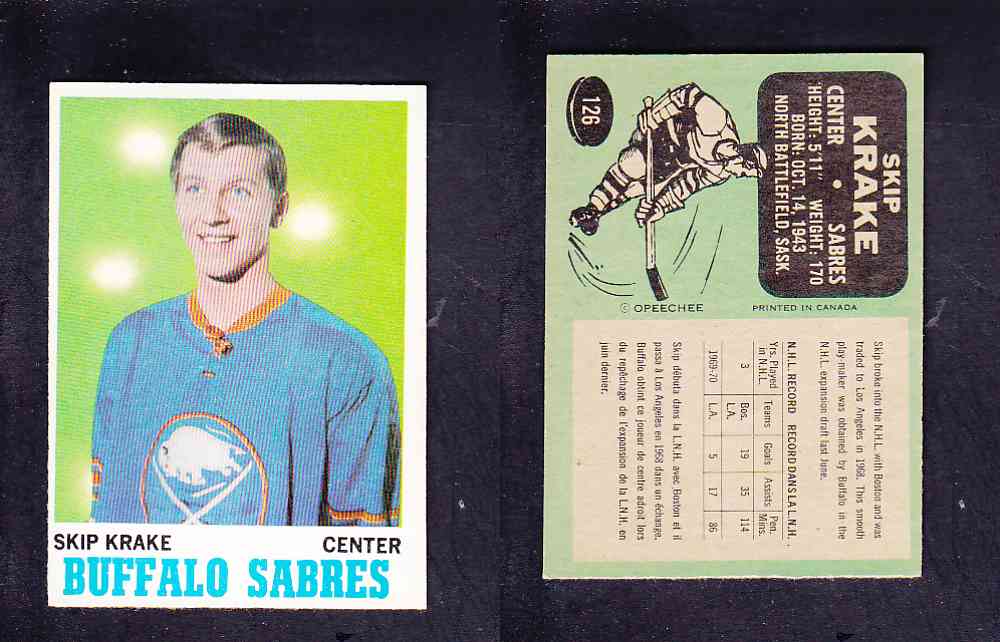 SKIP KRAKE CENTER
BUFFALO SABRES
126
SKIP
KRAKE
CENTER • SABRES
HEIGHT: 5'11" WEIGHT: 170
BORN: OCT. 14, 1943
NORTH BATTLEFIELD, SASK.
© OPEECHEE PRINTED IN CANADA
Skip broke into the N.H.L. with Boston and was
traded to Los Angeles in 1968. This smooth
play-maker was obtained by Buffalo in the
N.H.L. expansion draft last June.
N.H.L. RECORD RECORD DANS LA L.N.H.
Yrs. Played in N.H.L. Teams Goals Assists Pen. Mins.
3 Bos. L.A. 19 35 114
1969-70 L.A. 5 17 86
Skip débuta dans la L.N.H. avec Boston et il
passa à Los Angeles en 1968 dans un échange.
Buffalo obtint ce joueur de centre adroit lors
du repêchage de l'expansion de la L.N.H. en
juin dernier.